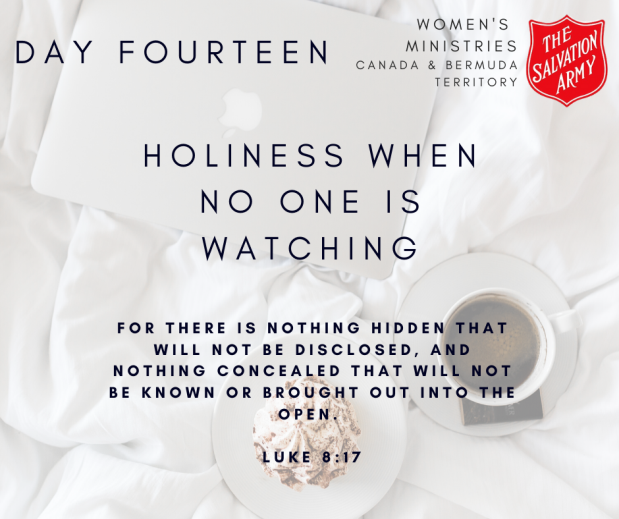 DAY FOURTEEN
WOMEN'S
MINISTRIES
CANADA & BERMUDA
TERRITORY
THE
SALVATION
ARMY
HOLINESS WHEN
NO ONE IS
WATCHING
FOR THERE IS NOTHING HIDDEN THAT
WILL NOT BE DISCLOSED, AND
NOTHING CONCEALED THAT WILL NOT
BE KNOWN OR BROUGHT OUT INTO THE
OPEN.
LUKE 8:17